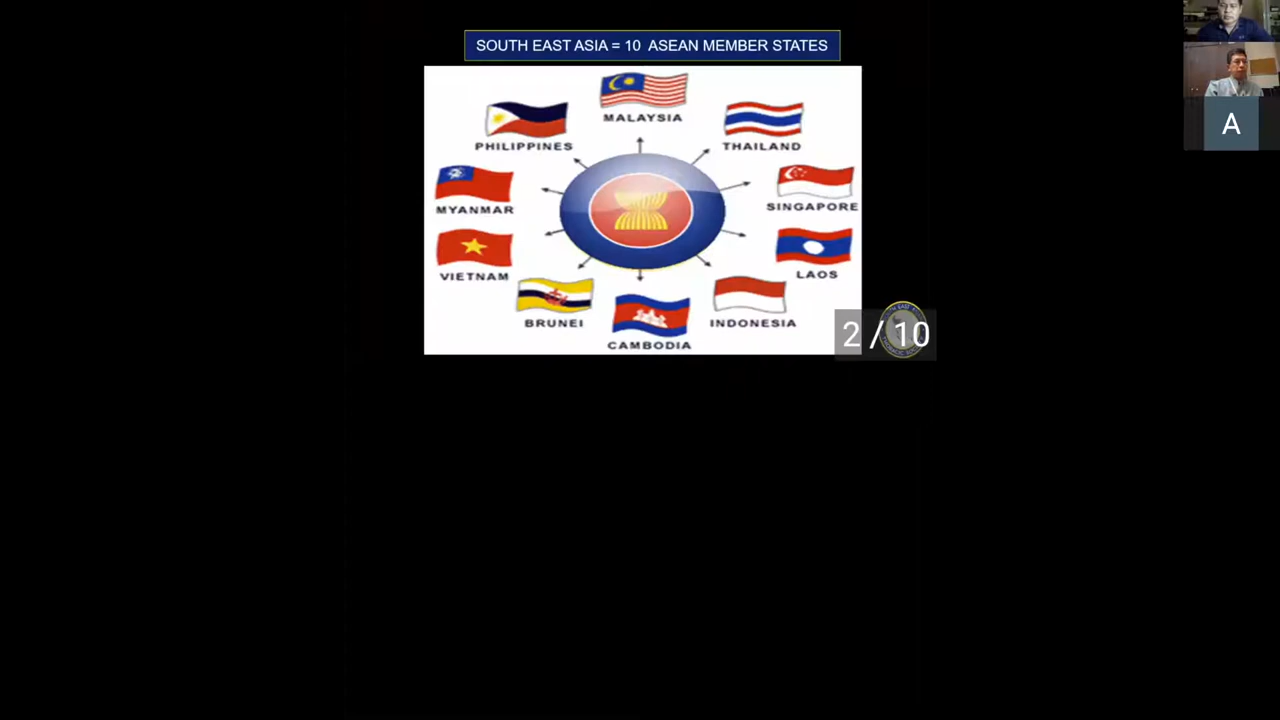 SOUTH EAST ASIA = 10 ASEAN MEMBER STATES
MALAYSIA
PHILIPPINES
THAILAND
MYANMAR
SINGAPORE
VIETNAM
LAOS
BRUNEI
INDONESIA
CAMBODIA
2 / 10
A